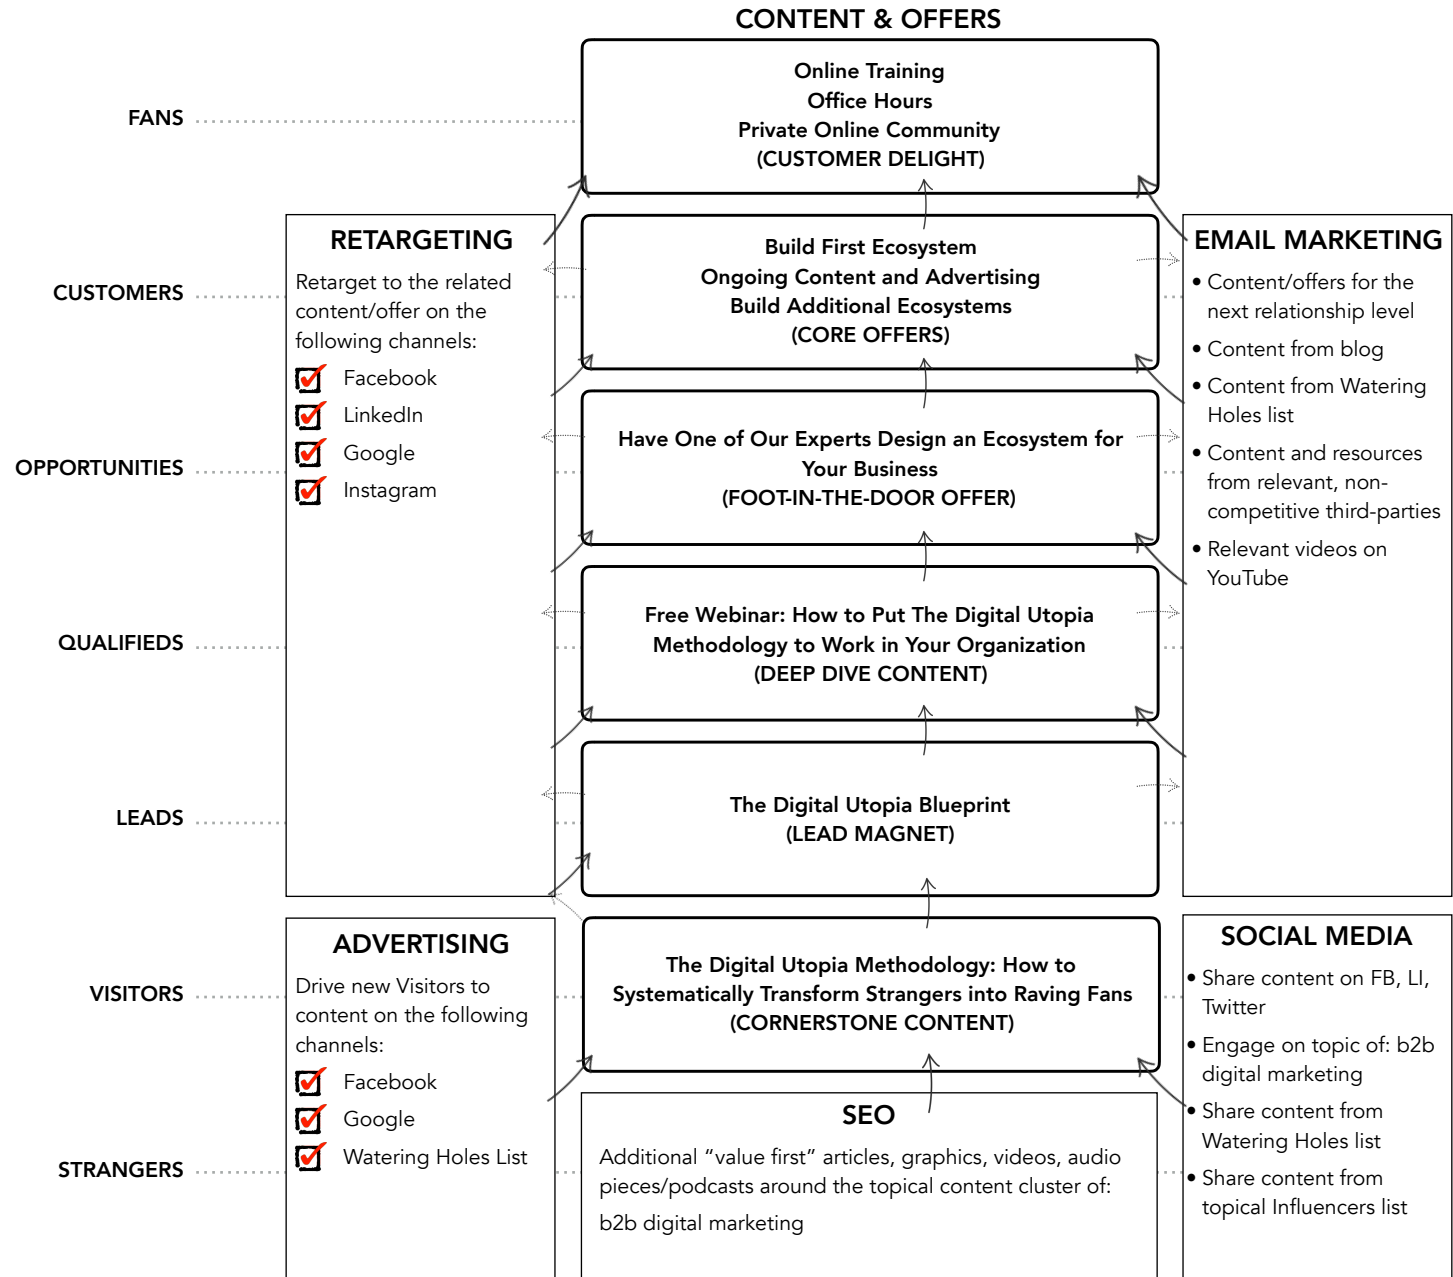 CONTENT & OFFERS
FANS
Online Training
Office Hours
Private Online Community
(CUSTOMER DELIGHT)
CUSTOMERS
RETARGETING
Retarget to the related
content/offer on the
following channels:
Facebook
LinkedIn
Google
Instagram
Build First Ecosystem
Ongoing Content and Advertising
Build Additional Ecosystems
(CORE OFFERS)
EMAIL MARKETING
• Content/offers for the
next relationship level
• Content from blog
• Content from Watering
Holes list
• Content and resources
from relevant, non-
competitive third-parties
• Relevant videos on
YouTube
OPPORTUNITIES
Have One of Our Experts Design an Ecosystem for
Your Business
(FOOT-IN-THE-DOOR OFFER)
QUALIFIEDS
Free Webinar: How to Put The Digital Utopia
Methodology to Work in Your Organization
(DEEP DIVE CONTENT)
LEADS
The Digital Utopia Blueprint
(LEAD MAGNET)
VISITORS
ADVERTISING
Drive new Visitors to
content on the following
channels:
Facebook
Google
Watering Holes List
The Digital Utopia Methodology: How to
Systematically Transform Strangers into Raving Fans
(CORNERSTONE CONTENT)
SOCIAL MEDIA
• Share content on FB, LI,
Twitter
• Engage on topic of: b2b
digital marketing
• Share content from
Watering Holes list
• Share content from
topical Influencers list
STRANGERS
SEO
Additional “value first” articles, graphics, videos, audio
pieces/podcasts around the topical content cluster of:
b2b digital marketing